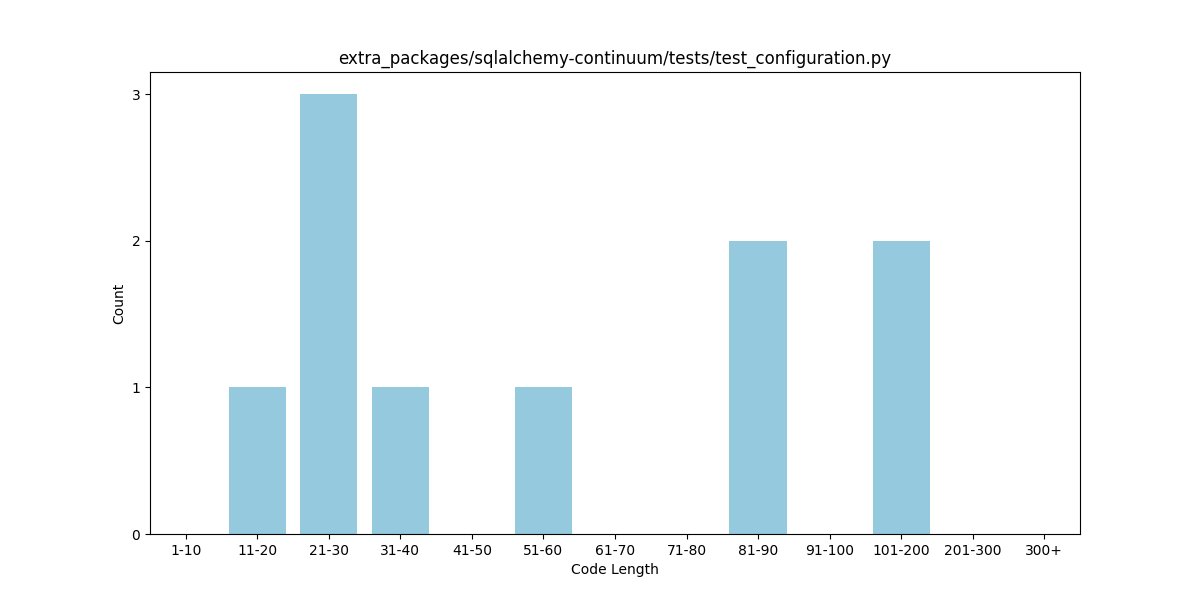 extra_packages/sqlalchemy-continuum/tests/test_configuration.py
3
2
1
0
Count
1-10 11-20 21-30 31-40 41-50 51-60 61-70 71-80 81-90 91-100 101-200 201-300 300+
Code Length